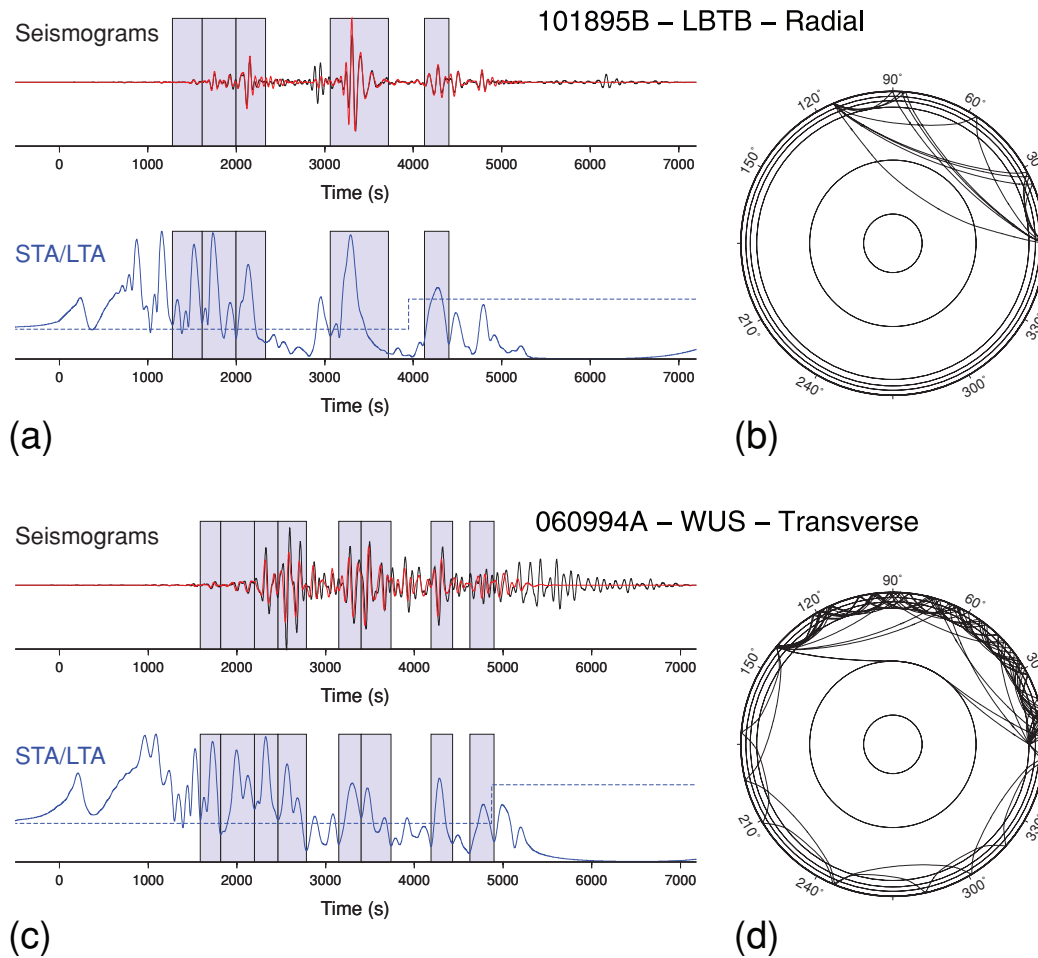 101895B – LBTB – Radial
Seismograms
0 1000 2000 3000 4000 5000 6000 7000
Time (s)
STA/LTA
0 1000 2000 3000 4000 5000 6000 7000
Time (s)
(a)
90°
60°
120°
150°
210°
240°
300°
(b)
060994A – WUS – Transverse
Seismograms
0 1000 2000 3000 4000 5000 6000 7000
Time (s)
STA/LTA
0 1000 2000 3000 4000 5000 6000 7000
Time (s)
(c)
90°
60°
120°
150°
210°
240°
300°
(d)